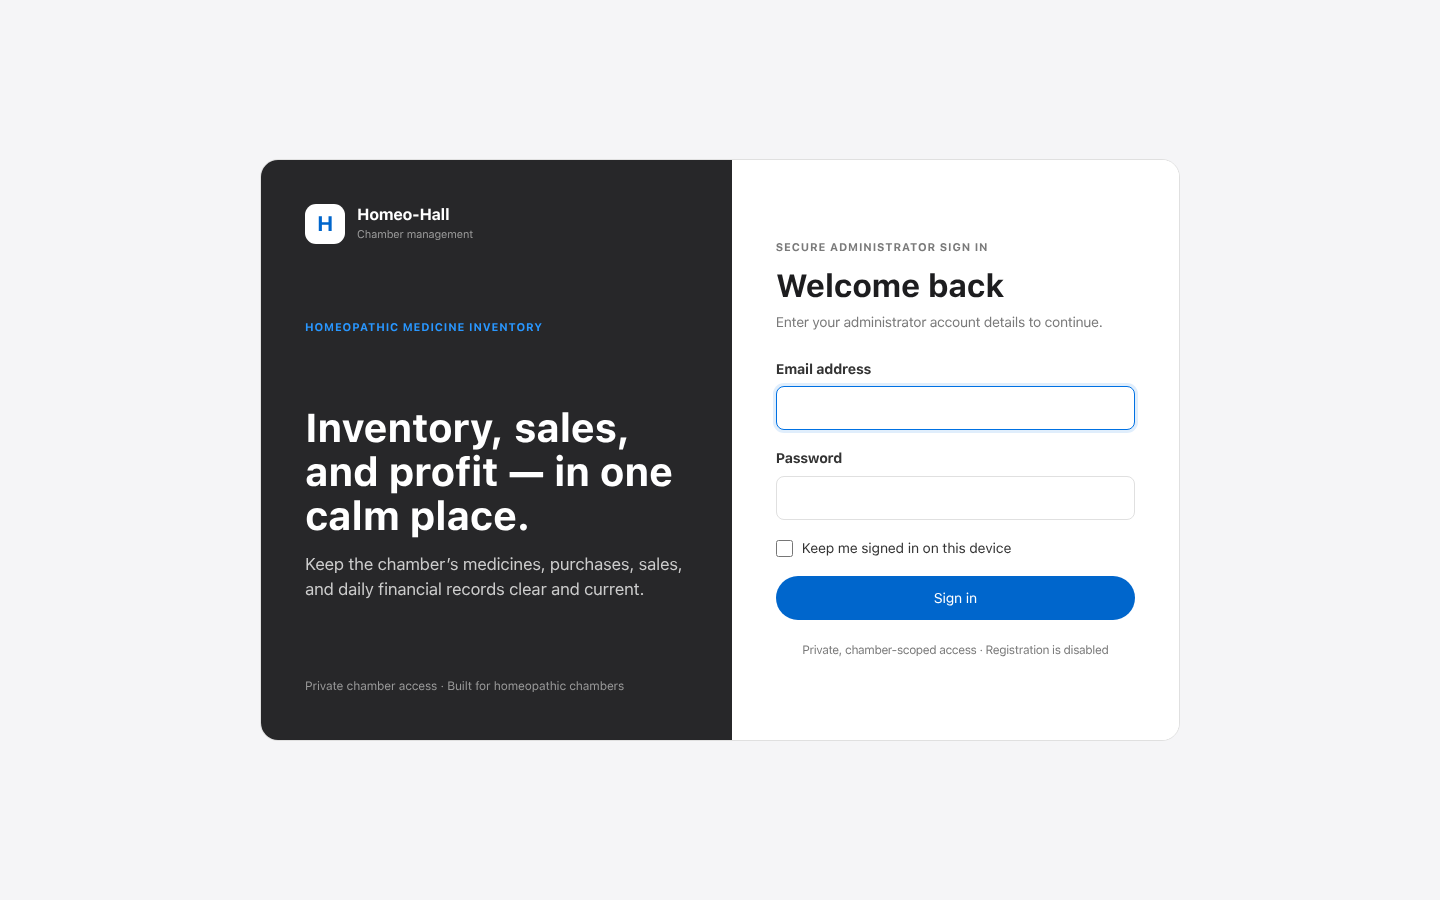 H
Homeo-Hall
Chamber management
HOMEOPATHIC MEDICINE INVENTORY
Inventory, sales,
and profit — in one
calm place.
Keep the chamber’s medicines, purchases, sales,
and daily financial records clear and current.
Private chamber access · Built for homeopathic chambers
SECURE ADMINISTRATOR SIGN IN
Welcome back
Enter your administrator account details to continue.
Email address
Password
Keep me signed in on this device
Sign in
Private, chamber-scoped access · Registration is disabled